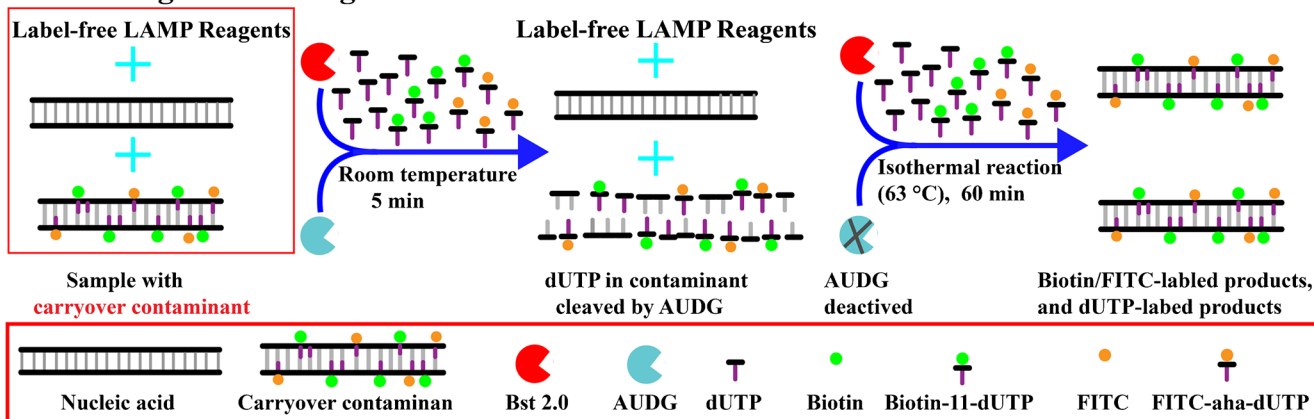 Label-free LAMP Reagents
Label-free LAMP Reagents
Room temperature
5 min
Isothermal reaction
(63 °C), 60 min
Sample with
carryover contaminant
dUTP in contaminant
cleaved by AUDG
AUDG
deactived
Biotin/FITC-labled products,
and dUTP-labed products
Nucleic acid
Carryover contaminan
Bst 2.0
AUDG
dUTP
Biotin
Biotin-11-dUTP
FITC
FITC-aha-dUTP